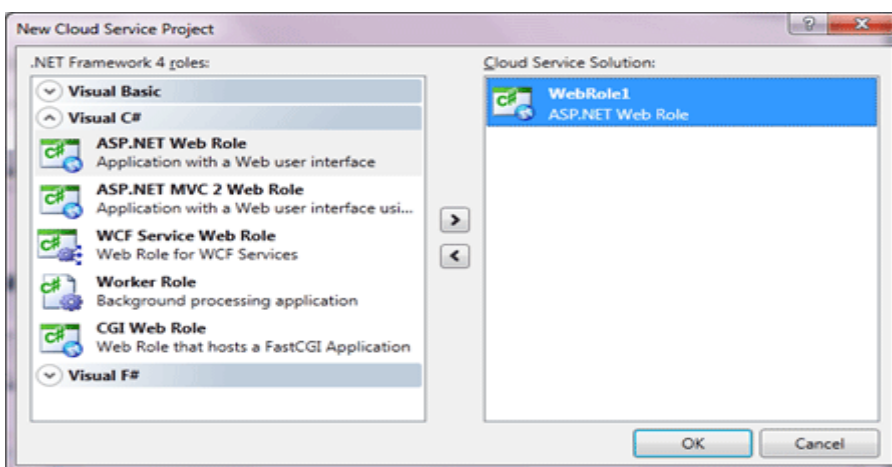 New Cloud Service Project
.NET Framework 4 roles:
Visual Basic
Visual C#
ASP.NET Web Role
Application with a Web user interface
ASP.NET MVC 2 Web Role
Application with a Web user interface usi...
WCF Service Web Role
Web Role for WCF Services
Worker Role
Background processing application
CGI Web Role
Web Role that hosts a FastCGI Application
Visual F#
Cloud Service Solution:
WebRole1
ASP.NET Web Role
OK
Cancel